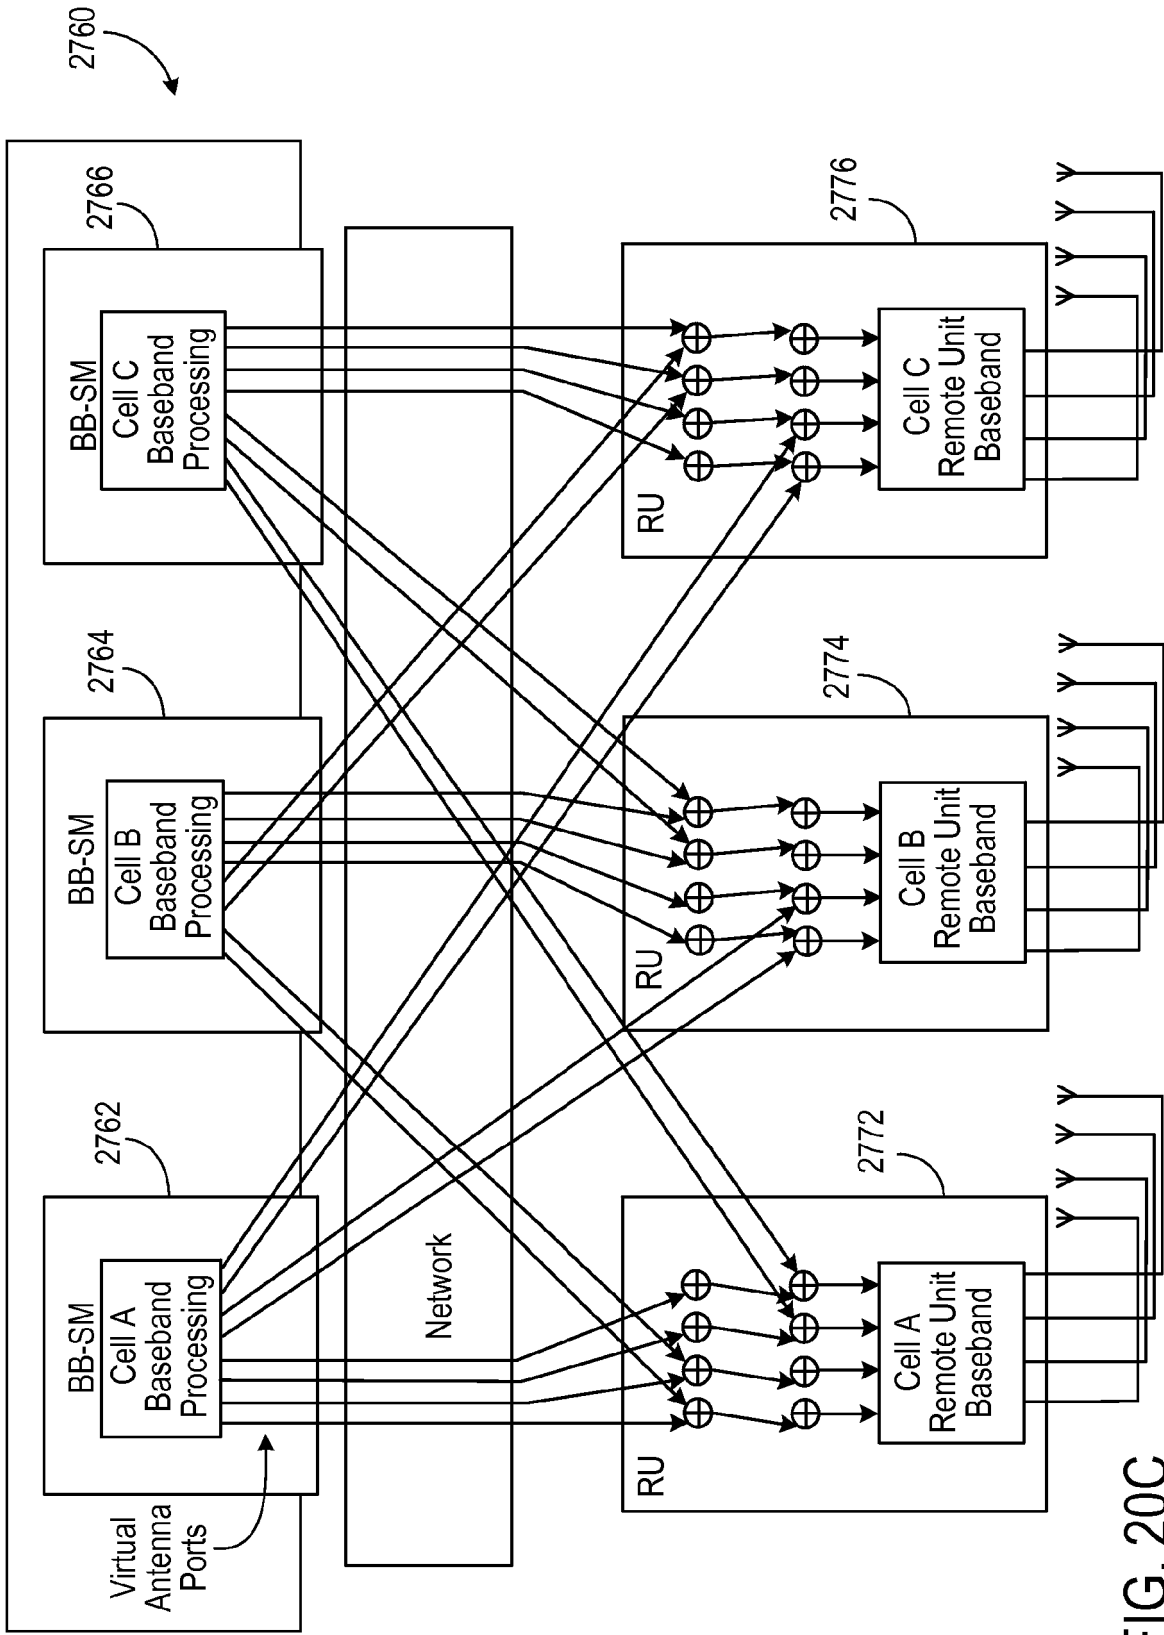 2760
2762
2764
2766
BB-SM
Cell A
Baseband
Processing
BB-SM
Cell B
Baseband
Processing
BB-SM
Cell C
Baseband
Processing
Virtual
Antenna
Ports
Network
2772
2774
2776
RU
Cell A
Remote Unit
Baseband
RU
Cell B
Remote Unit
Baseband
RU
Cell C
Remote Unit
Baseband
FIG. 20C